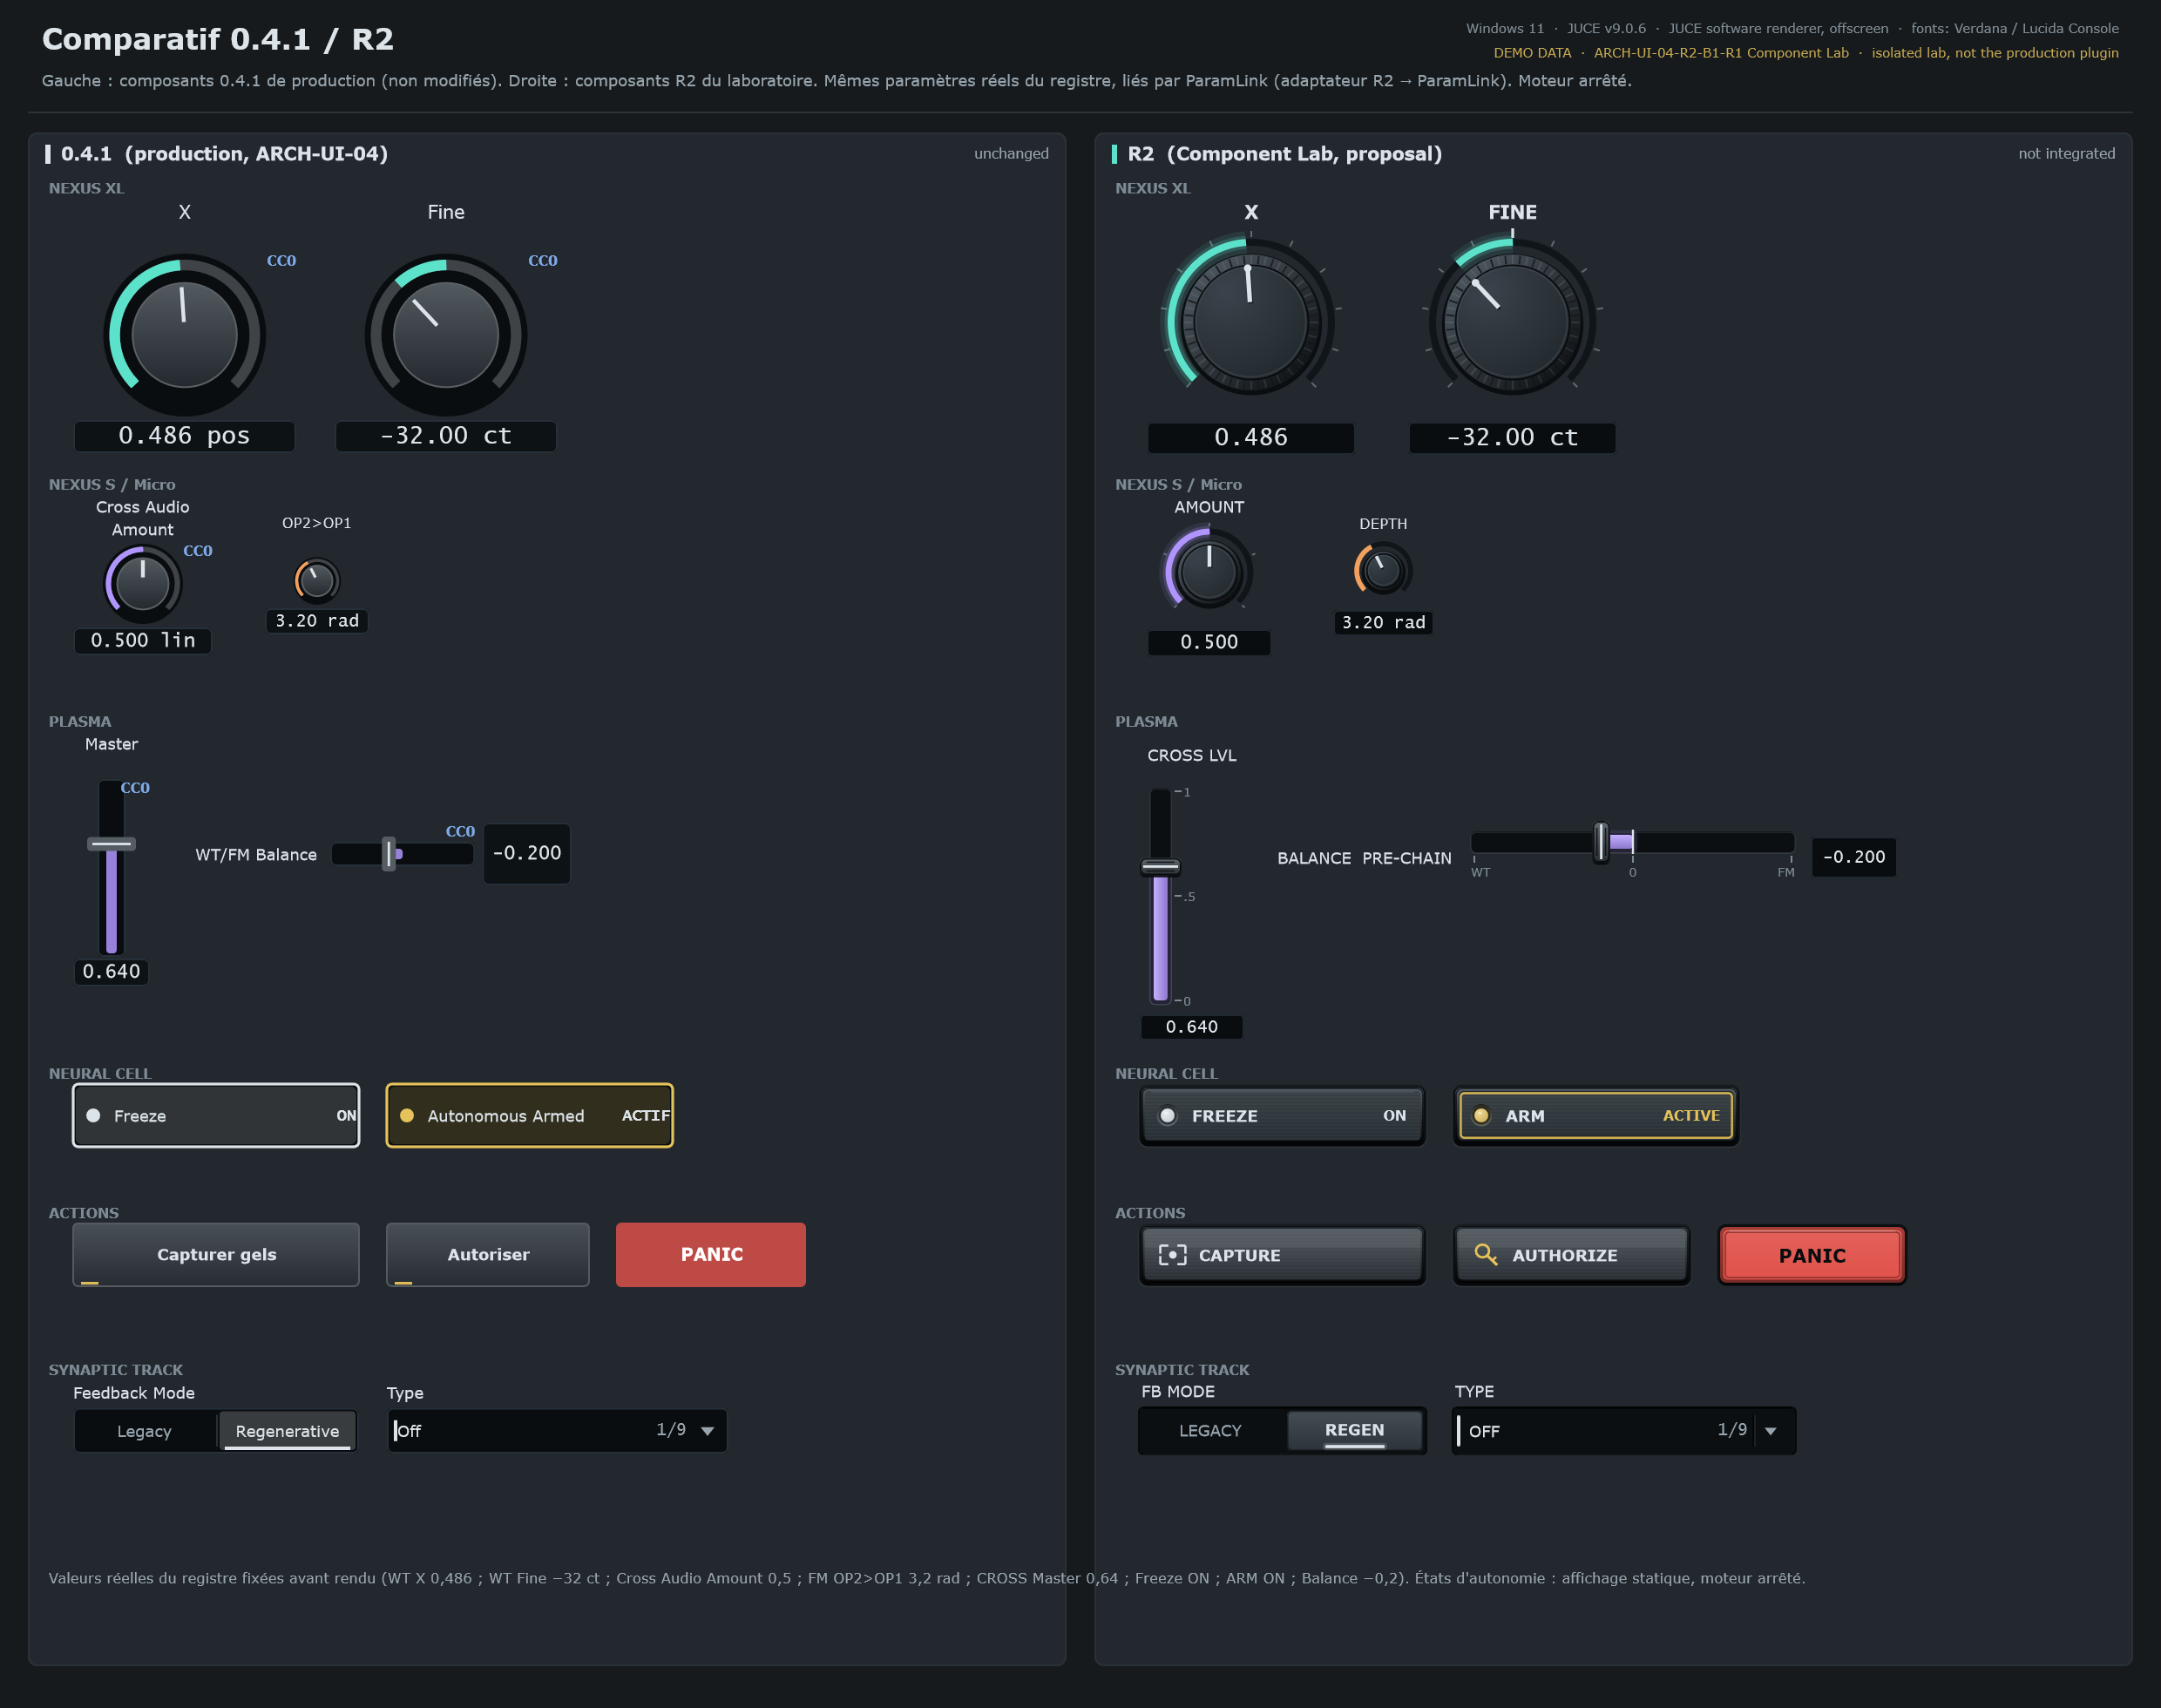 Comparatif 0.4.1 / R2
Windows 11 · JUCE v9.0.6 · JUCE software renderer, offscreen · fonts: Verdana / Lucida Console
DEMO DATA · ARCH-UI-04-R2-B1-R1 Component Lab · isolated lab, not the production plugin
Gauche : composants 0.4.1 de production (non modifiés). Droite : composants R2 du laboratoire. Mêmes paramètres réels du registre, liés par ParamLink (adaptateur R2 → ParamLink). Moteur arrêté.
0.4.1 (production, ARCH-UI-04)
unchanged
NEXUS XL
X
Fine
CC0
CC0
0.486 pos
-32.00 ct
NEXUS S / Micro
Cross Audio
Amount
OP2>OP1
CC0
3.20 rad
0.500 lin
PLASMA
Master
CC0
CC0
WT/FM Balance
-0.200
0.640
NEURAL CELL
Freeze
ON
Autonomous Armed
ACTIF
ACTIONS
Capturer gels
Autoriser
PANIC
SYNAPTIC TRACK
Feedback Mode
Type
Legacy
Regenerative
Off
1/9
R2 (Component Lab, proposal)
not integrated
NEXUS XL
X
FINE
0.486
-32.00 ct
NEXUS S / Micro
AMOUNT
DEPTH
3.20 rad
0.500
PLASMA
CROSS LVL
1
BALANCE PRE-CHAIN
WT
0
FM
-0.200
.5
0
0.640
NEURAL CELL
FREEZE
ON
ARM
ACTIVE
ACTIONS
CAPTURE
AUTHORIZE
PANIC
SYNAPTIC TRACK
FB MODE
TYPE
LEGACY
REGEN
OFF
1/9
Valeurs réelles du registre fixées avant rendu (WT X 0,486 ; WT Fine −32 ct ; Cross Audio Amount 0,5 ; FM OP2>OP1 3,2 rad ; CROSS Master 0,64 ; Freeze ON ; ARM ON ; Balance −0,2). États d'autonomie : affichage statique, moteur arrêté.